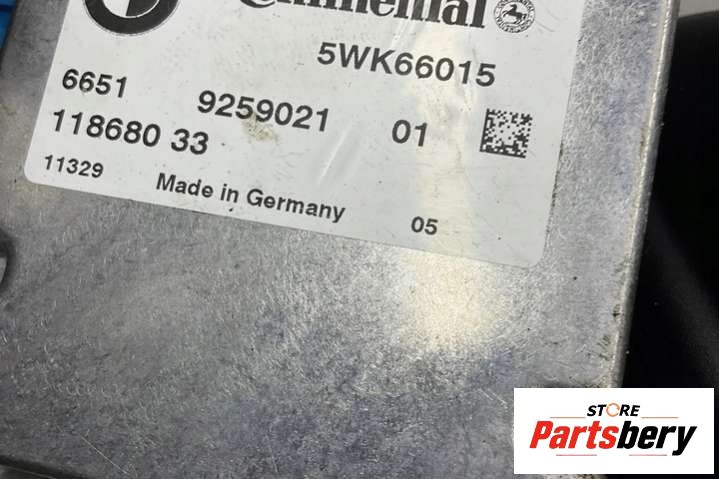 Continental
5WK66015
6651 9259021 01
118680 33
11329 Made in Germany 05
STORE
Partsbery